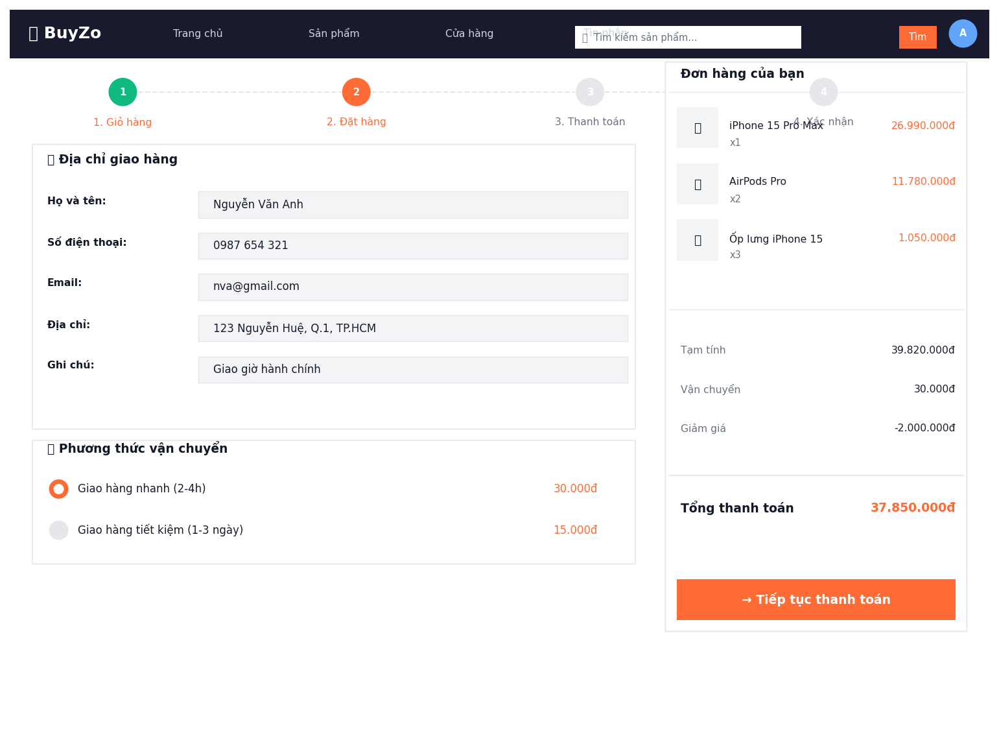 BuyZo
Trang chủ
Sản phẩm
Cửa hàng
Tin nhắn
Tìm kiếm sản phẩm...
Tìm
A
1
2
3
4
1. Giỏ hàng
2. Đặt hàng
3. Thanh toán
4. Xác nhận
Địa chỉ giao hàng
Họ và tên:
Nguyễn Văn Anh
Số điện thoại:
0987 654 321
Email:
nva@gmail.com
Địa chỉ:
123 Nguyễn Huệ, Q.1, TP.HCM
Ghi chú:
Giao giờ hành chính
Phương thức vận chuyển
Giao hàng nhanh (2-4h)
30.000đ
Giao hàng tiết kiệm (1-3 ngày)
15.000đ
Đơn hàng của bạn
iPhone 15 Pro Max
26.990.000đ
x1
AirPods Pro
11.780.000đ
x2
Ốp lưng iPhone 15
1.050.000đ
x3
Tạm tính
39.820.000đ
Vận chuyển
30.000đ
Giảm giá
-2.000.000đ
Tổng thanh toán
37.850.000đ
→ Tiếp tục thanh toán